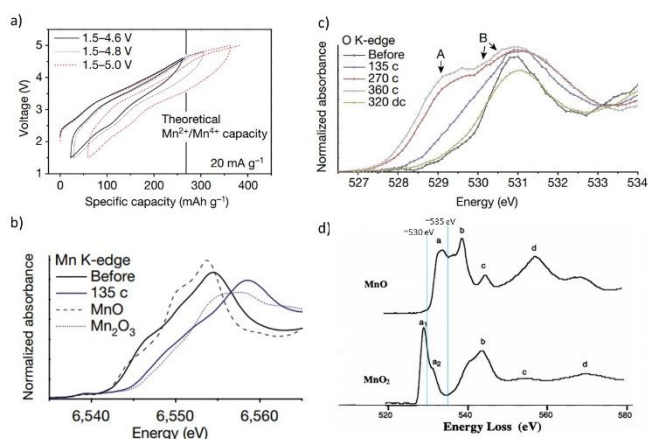 a)
1.5–4.6 V
1.5–4.8 V
1.5–5.0 V
Theoretical
Mn²⁺/Mn⁴⁺ capacity
20 mA g⁻¹
6
5
4
3
2
1
0
Voltage (V)
0 100 200 300 400
Specific capacity (mAh g⁻¹)
c)
O K-edge
Before
135 c
270 c
360 c
320 dc
A
B
Normalized absorbance
527 528 529 530 531 532 533 534
Energy (eV)
b)
Mn K-edge
Before
135 c
MnO
Mn₂O₃
Normalized absorbance
6,540 6,550 6,560
Energy (eV)
d)
~530 eV
~535 eV
MnO
a
b
c
d
MnO₂
a₁
a₂
b
c
d
520 540 560 580
Energy Loss (eV)